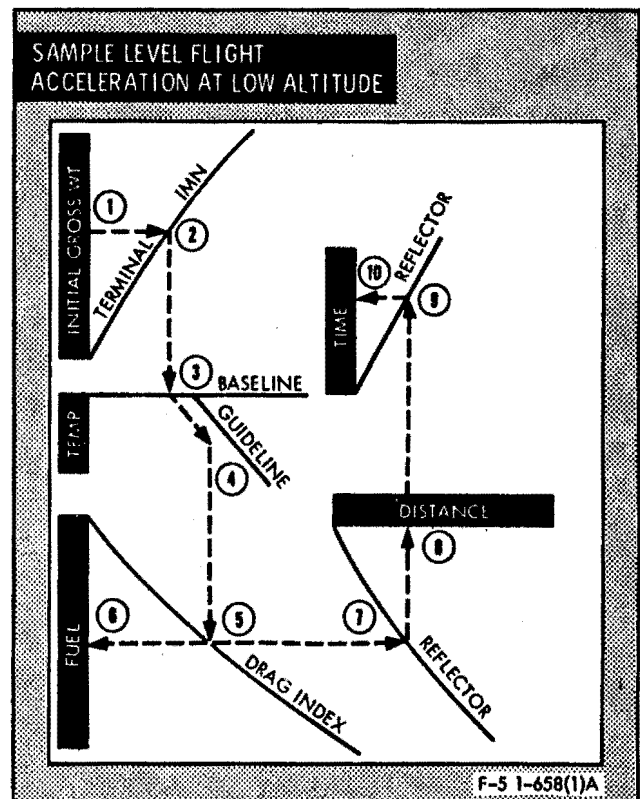 SAMPLE LEVEL FLIGHT
ACCELERATION AT LOW ALTITUDE
INITIAL GROSS WT
1
TERMINAL IMN
2
3
BASELINE
TEMP
GUIDELINE
4
FUEL
6
5
DRAG INDEX
7
REFLECTOR
8
DISTANCE
9
REFLECTOR
10
TIME
F-5 1-658(1)A